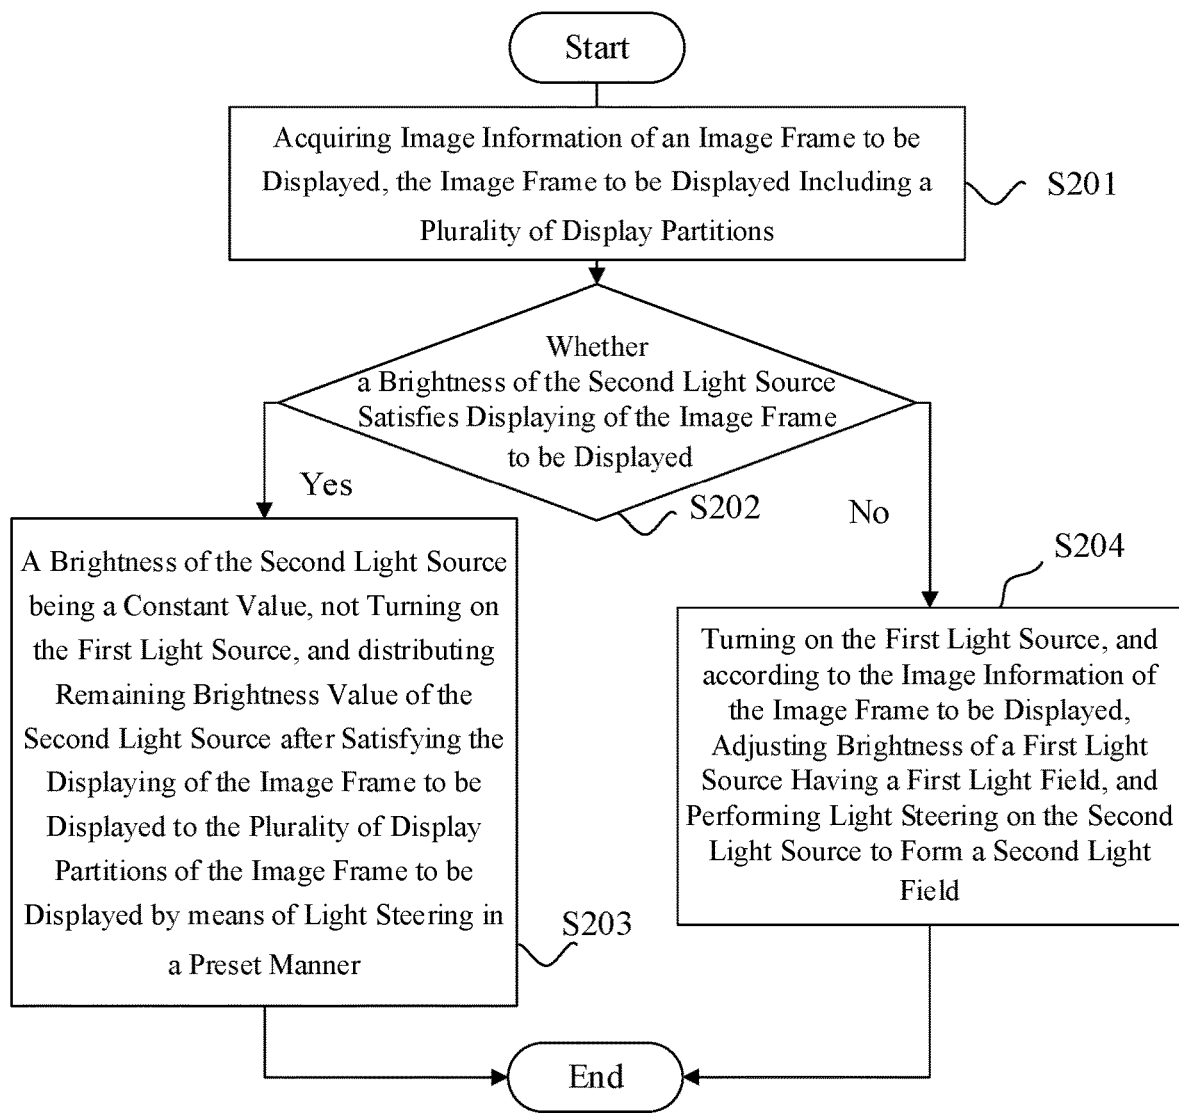 Start
Acquiring Image Information of an Image Frame to be
Displayed, the Image Frame to be Displayed Including a
Plurality of Display Partitions
S201
Whether
a Brightness of the Second Light Source
Satisfies Displaying of the Image Frame
to be Displayed
S202
Yes
No
A Brightness of the Second Light Source
being a Constant Value, not Turning on
the First Light Source, and distributing
Remaining Brightness Value of the
Second Light Source after Satisfying the
Displaying of the Image Frame to be
Displayed to the Plurality of Display
Partitions of the Image Frame to be
Displayed by means of Light Steering in
a Preset Manner
S203
S204
Turning on the First Light Source, and
according to the Image Information of
the Image Frame to be Displayed,
Adjusting Brightness of a First Light
Source Having a First Light Field, and
Performing Light Steering on the Second
Light Source to Form a Second Light
Field
End